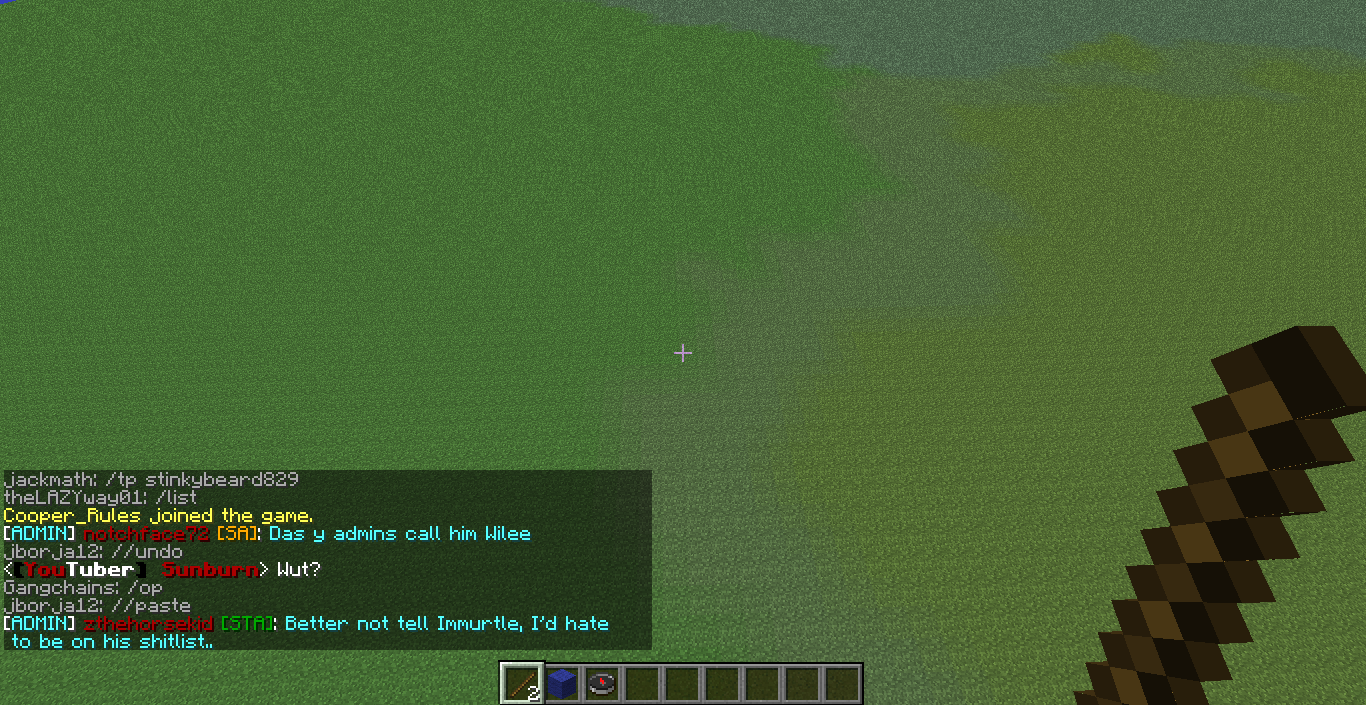 jackmath: /tp stinkybeard829
theLAZYway01: /list
Cooper_Rules joined the game.
[ADMIN] notchface72 [SA]: Das y admins call him Wilee
jborja12: //undo
<[YouTuber] Sunburn> Wut?
Gangchains: /op
jborja12: //paste
[ADMIN] zthehorsekid [STA]: Better not tell Immurtle, I'd hate
to be on his shitlist..
2